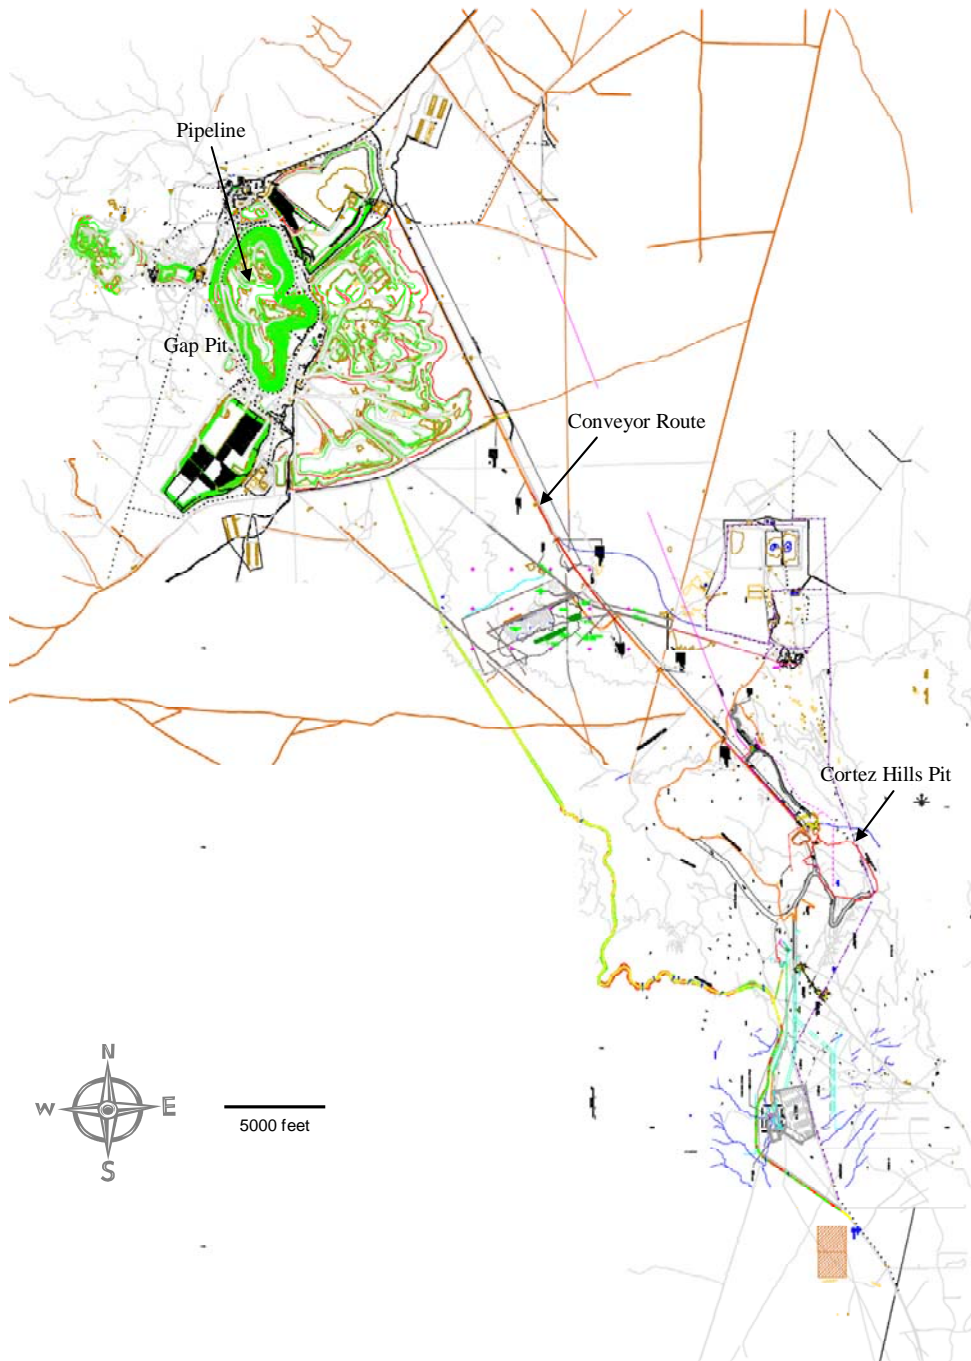 Pipeline
Gap Pit
Conveyor Route
Cortez Hills Pit
N
W E
S
5000 feet